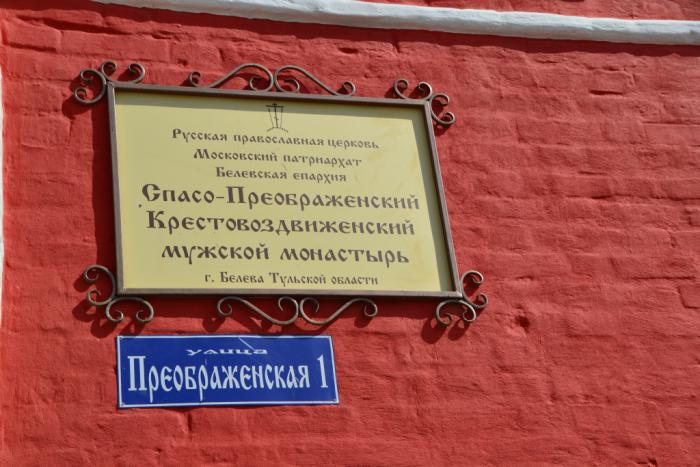 Русская православная церковь
Московский патриархат
Белевская епархия
Спасо-Преображенский
Крестовоздвиженский
мужской монастырь
г. Белева Тульской области
улица
Преображенская 1